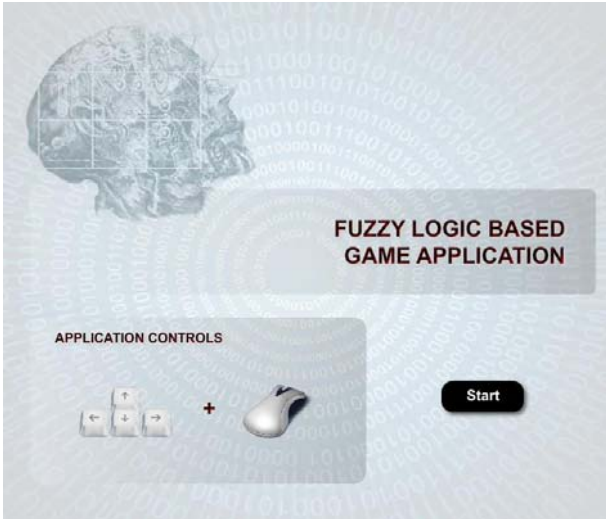 FUZZY LOGIC BASED
GAME APPLICATION
APPLICATION CONTROLS
↑
← ↓ →
+
Start